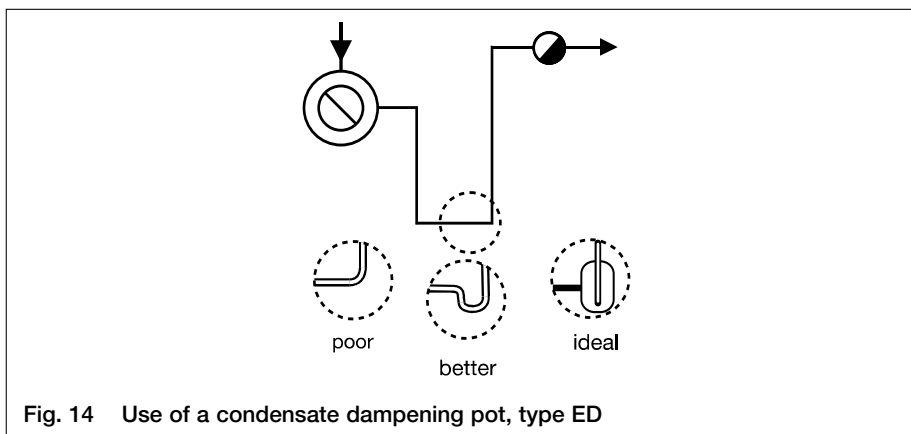 poor
better
ideal
Fig. 14 Use of a condensate dampening pot, type ED